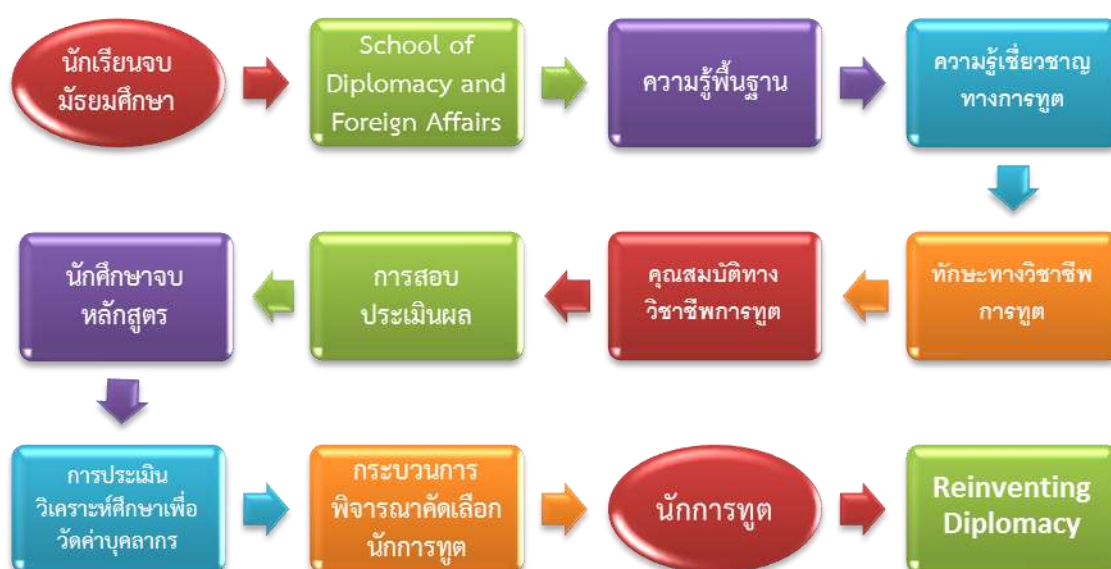 นักเรียนจบ
มัธยมศึกษา
School of
Diplomacy and
Foreign Affairs
ความรู้พื้นฐาน
ความรู้เชี่ยวชาญ
ทางการทูต
ทักษะทางวิชาชีพ
การทูต
คุณสมบัติทาง
วิชาชีพการทูต
การสอบ
ประเมินผล
นักศึกษาจบ
หลักสูตร
การประเมิน
วิเคราะห์ศึกษาเพื่อ
วัดค่าบุคลากร
กระบวนการ
พิจารณาคัดเลือก
นักการทูต
นักการทูต
Reinventing
Diplomacy